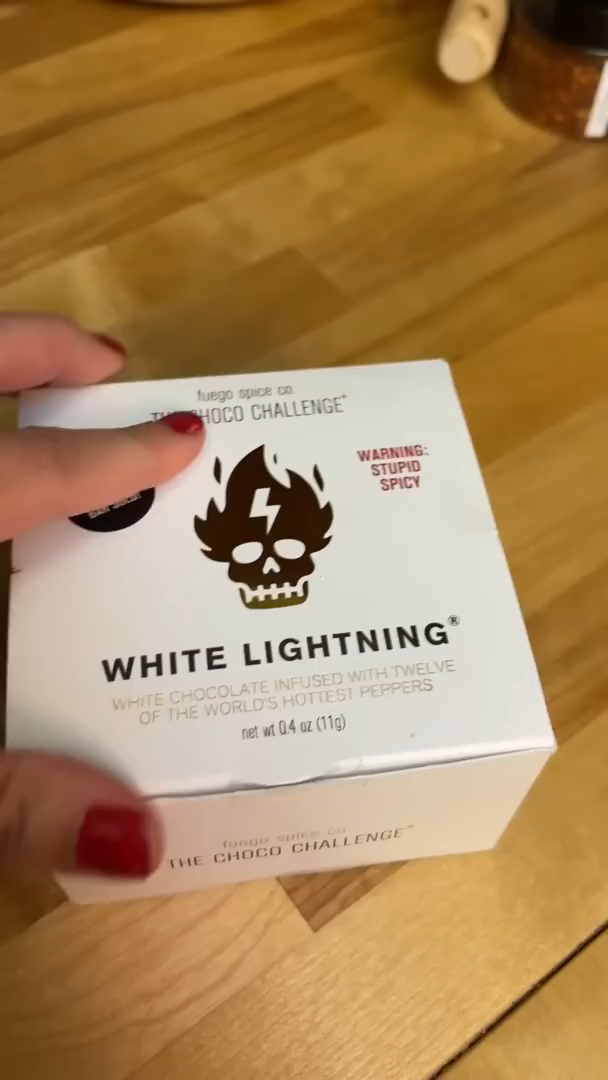 fuego spice co.
CHOCO CHALLENGE
WARNING:
STUPID
SPICY
WHITE LIGHTNING®
WHITE CHOCOLATE INFUSED WITH TWELVE
OF THE WORLD'S HOTTEST PEPPERS
net wt 0.4 oz (11g)
fuego spice co.
THE CHOCO CHALLENGE